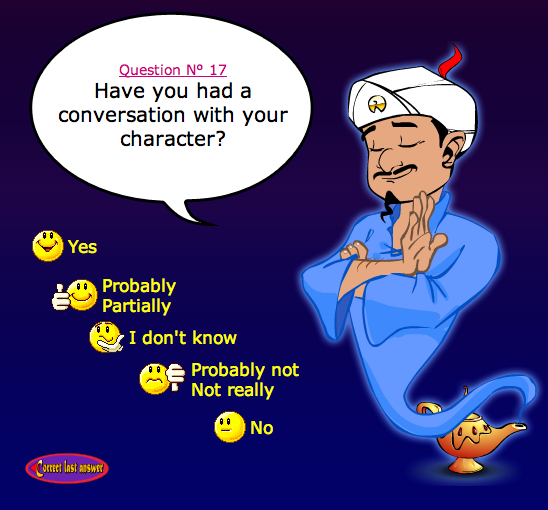 Question N° 17
Have you had a
conversation with your
character?
Yes
Probably
Partially
I don't know
Probably not
Not really
No
Correct last answer